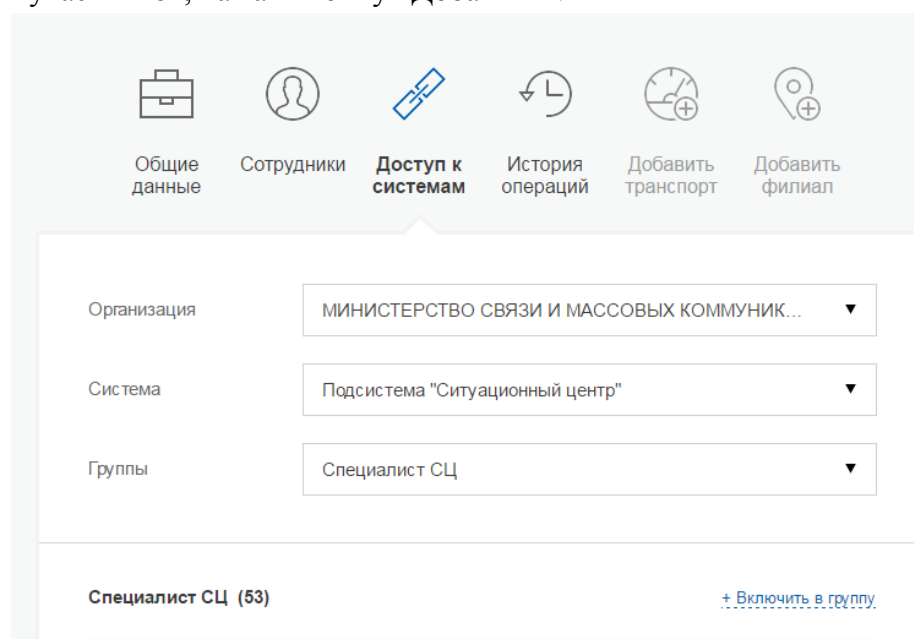 Общие данные
Сотрудники
Доступ к системам
История операций
Добавить транспорт
Добавить филиал
Организация
МИНИСТЕРСТВО СВЯЗИ И МАССОВЫХ КОММУНИК...
Система
Подсистема "Ситуационный центр"
Группы
Специалист СЦ
Специалист СЦ (53)
+ Включить в группу